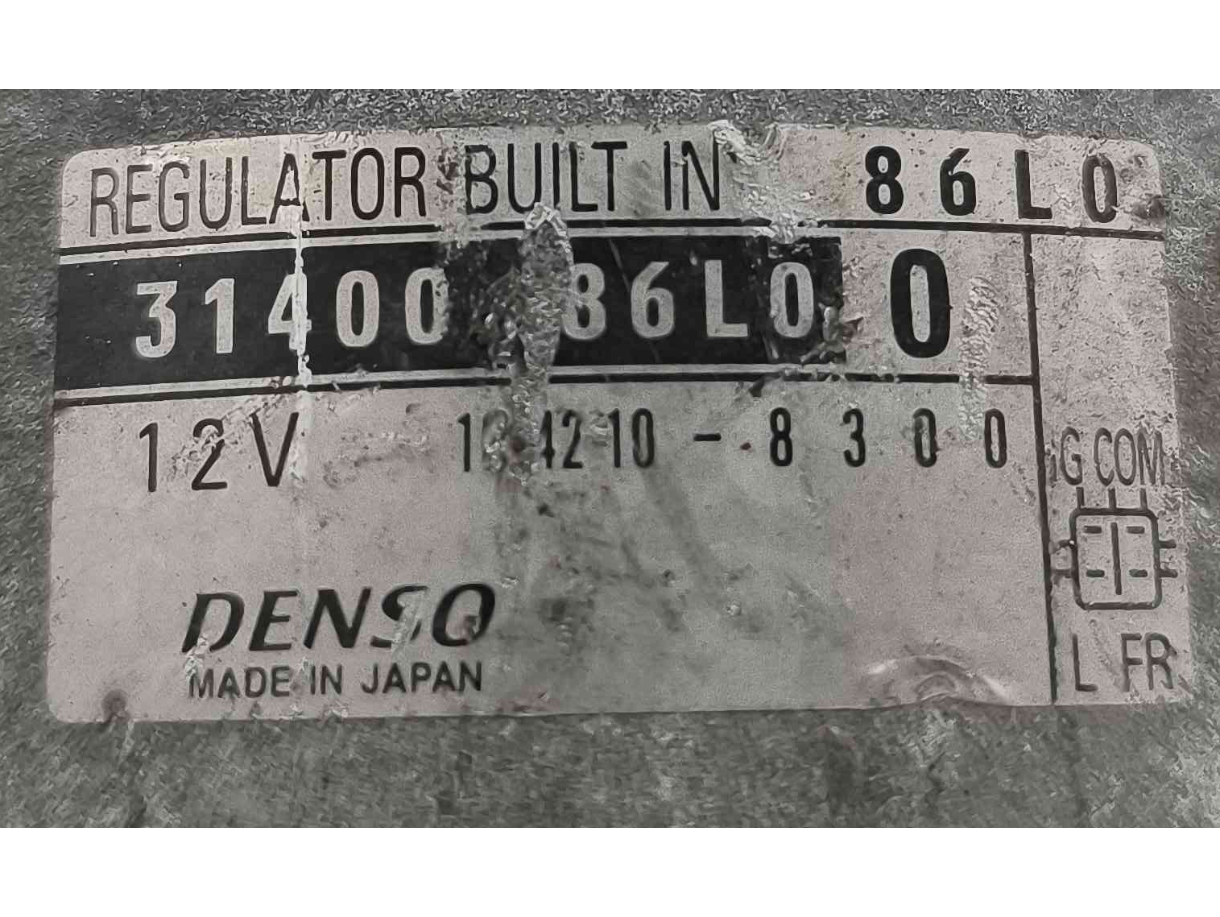 REGULATOR BUILT IN 86L0
31400 86L0 0
12V -8300
DENSO
MADE IN JAPAN
IG COM
L FR